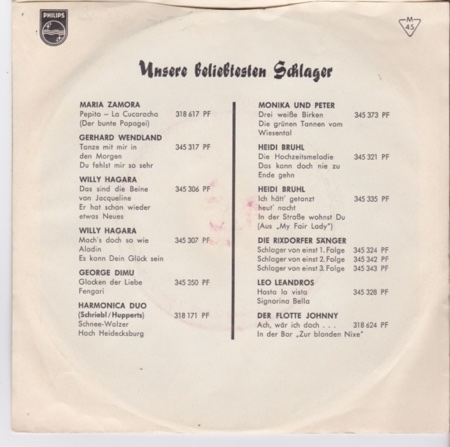 PHILIPS
M
45
Unsere beliebtesten Schlager
MARIA ZAMORA
Pepito – La Cucaracha 318 617 PF
(Der bunte Papagei)
GERHARD WENDLAND
Tanze mit mir in 345 317 PF
den Morgen
Du fehlst mir so sehr
WILLY HAGARA
Das sind die Beine 345 306 PF
von Jacqueline
Er hat schon wieder
etwas Neues
WILLY HAGARA
Mach's doch so wie 345 307 PF
Aladin
Es kann Dein Glück sein
GEORGE DIMU
Glocken der Liebe 345 350 PF
Fengari
HARMONICA DUO
(Schriebl/Hupperts) 318 171 PF
Schnee-Walzer
Hoch Heidecksburg
MONIKA UND PETER
Drei weiße Birken 345 373 PF
Die grünen Tannen vom
Wiesental
HEIDI BRUHL
Die Hochzeitsmelodie 345 321 PF
Das kann doch nie zu
Ende gehn
HEIDI BRUHL
Ich hätt' getanzt 345 335 PF
heut' nacht
In der Straße wohnst Du
(Aus „My Fair Lady")
DIE RIXDORFER SÄNGER
Schlager von einst 1. Folge 345 324 PF
Schlager von einst 2. Folge 345 342 PF
Schlager von einst 3. Folge 345 343 PF
LEO LEANDROS
Hasta la vista 345 328 PF
Signorina Bella
DER FLOTTE JOHNNY
Ach, wär ich doch . . . 318 624 PF
In der Bar „Zur blonden Nixe"